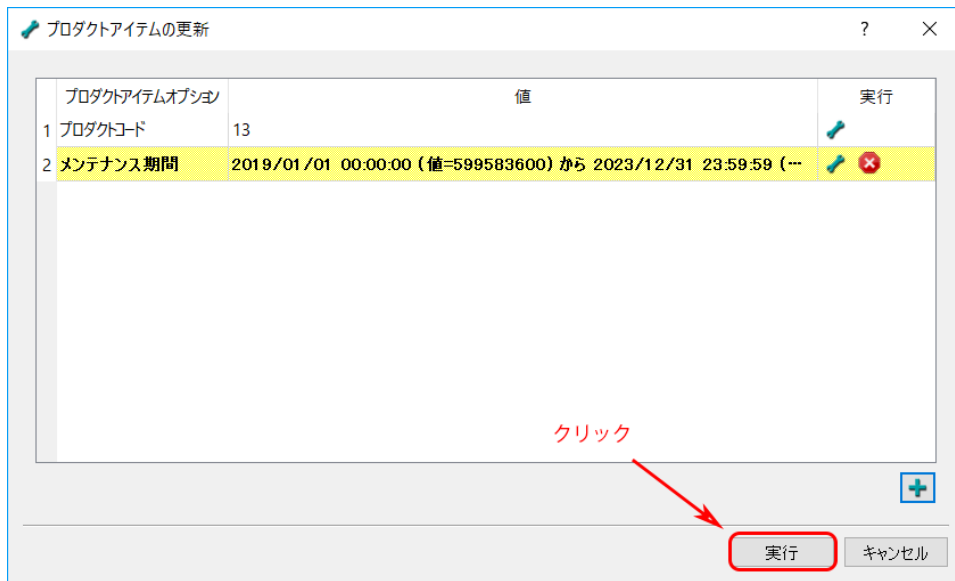 プロダクトアイテムの更新 ?
プロダクトアイテムオプション 値 実行
1 プロダクトコード 13
2 メンテナンス期間 2019/01/01 00:00:00 (値=599583600) から 2023/12/31 23:59:59 (…
クリック
実行 キャンセル